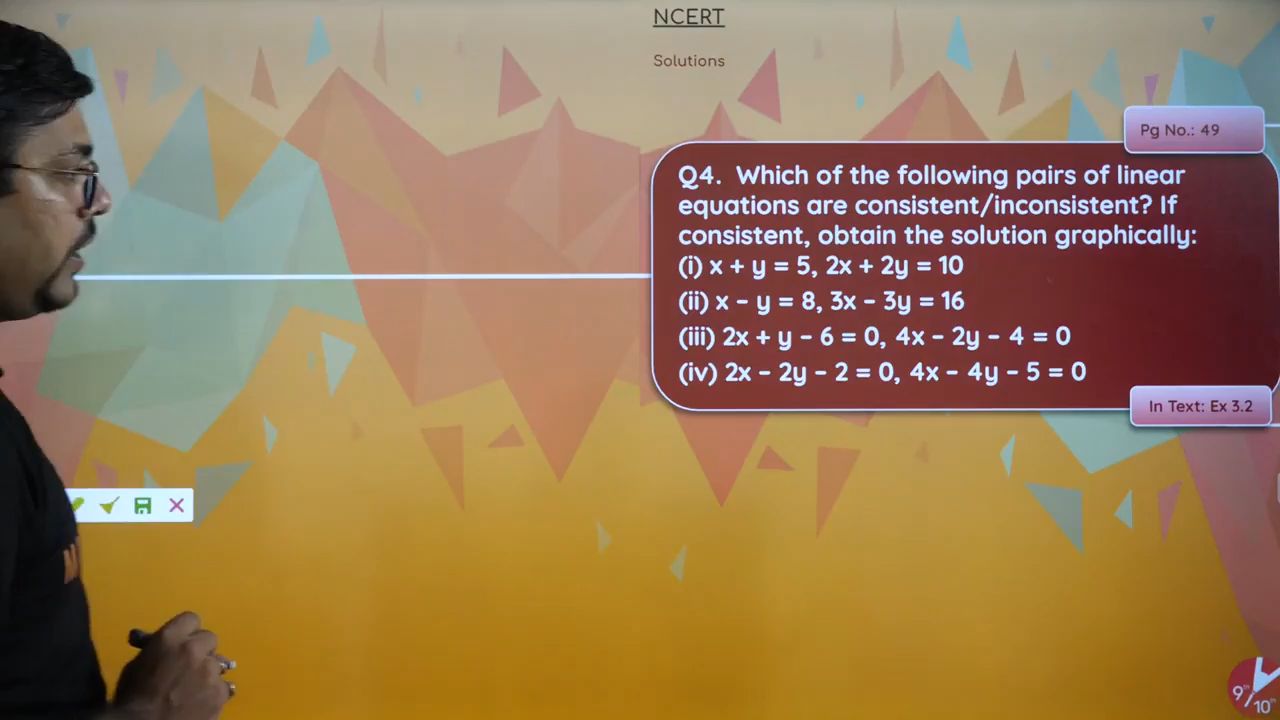 NCERT
Solutions
Pg No.: 49
Q4. Which of the following pairs of linear
equations are consistent/inconsistent? If
consistent, obtain the solution graphically:
(i) x + y = 5, 2x + 2y = 10
(ii) x – y = 8, 3x – 3y = 16
(iii) 2x + y – 6 = 0, 4x – 2y – 4 = 0
(iv) 2x – 2y – 2 = 0, 4x – 4y – 5 = 0
In Text: Ex 3.2
9th/10th